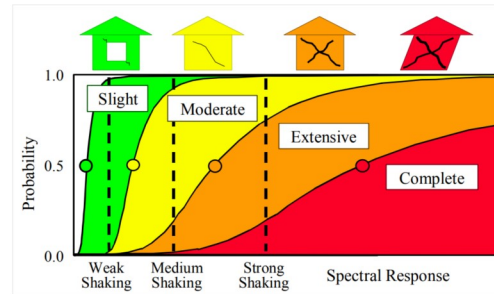 1.0
Slight
Moderate
Extensive
Complete
0.5
0.0
Probability
Weak
Shaking
Medium
Shaking
Strong
Shaking
Spectral Response